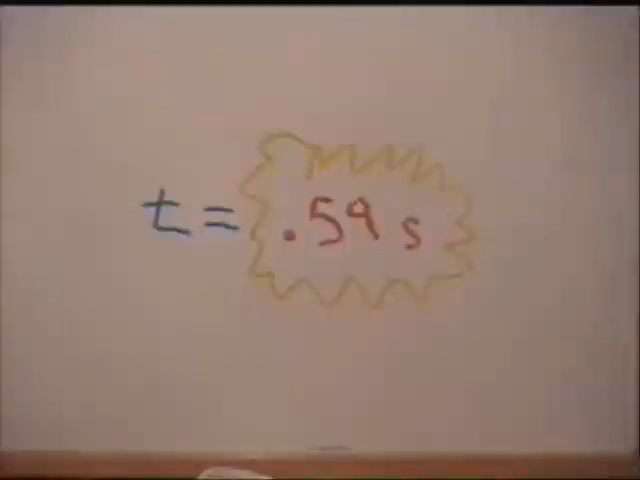 t = .59 s